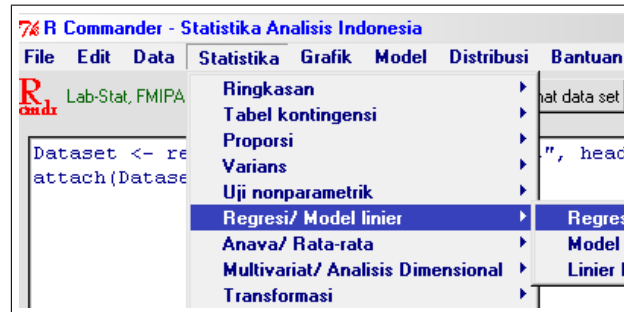 R Commander - Statistika Analisis Indonesia
File Edit Data Statistika Grafik Model Distribusi Bantuan
R cmdr Lab-Stat, FMIPA data set
Ringkasan
Tabel kontingensi
Proporsi
Dataset <- ", head
Varians
attach(Datase
Uji nonparametrik
Regresi/ Model linier Regres
Anava/ Rata-rata Model
Multivariat/ Analisis Dimensional Linier
Transformasi